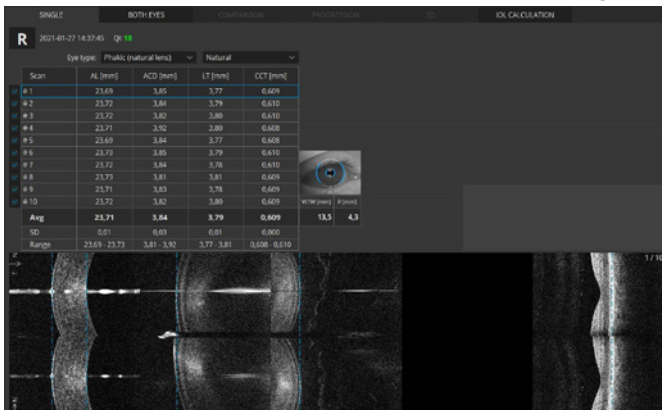 SINGLE BOTH EYES COMPARISON PROGRESSION 3D IOL CALCULATION
R 2021-01-27 14:37:45 QI: 10
Eye type: Phakic (natural lens) Natural
Scan AL [mm] ACD [mm] LT [mm] CCT [mm]
# 1 23,69 3,85 3,77 0,609
# 2 23,72 3,84 3,79 0,610
# 3 23,72 3,82 3,80 0,610
# 4 23,71 3,92 3,80 0,608
# 5 23,69 3,84 3,77 0,608
# 6 23,73 3,85 3,79 0,610
# 7 23,72 3,84 3,78 0,610
# 8 23,73 3,81 3,81 0,609
# 9 23,71 3,83 3,78 0,609
# 10 23,72 3,82 3,80 0,609
WTW [mm] P [mm]
Avg 23,71 3,84 3,79 0,609
13,5 4,3
SD 0,01 0,03 0,01 0,000
Range 23,69 - 23,73 3,81 - 3,92 3,77 - 3,81 0,608 - 0,610
1 / 10